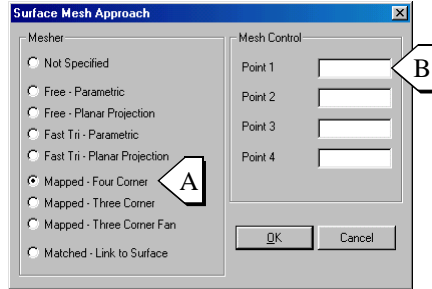 Surface Mesh Approach
Mesher
Not Specified
Free - Parametric
Free - Planar Projection
Fast Tri - Parametric
Fast Tri - Planar Projection
Mapped - Four Corner
A
Mapped - Three Corner
Mapped - Three Corner Fan
Matched - Link to Surface
Mesh Control
Point 1
B
Point 2
Point 3
Point 4
OK
Cancel